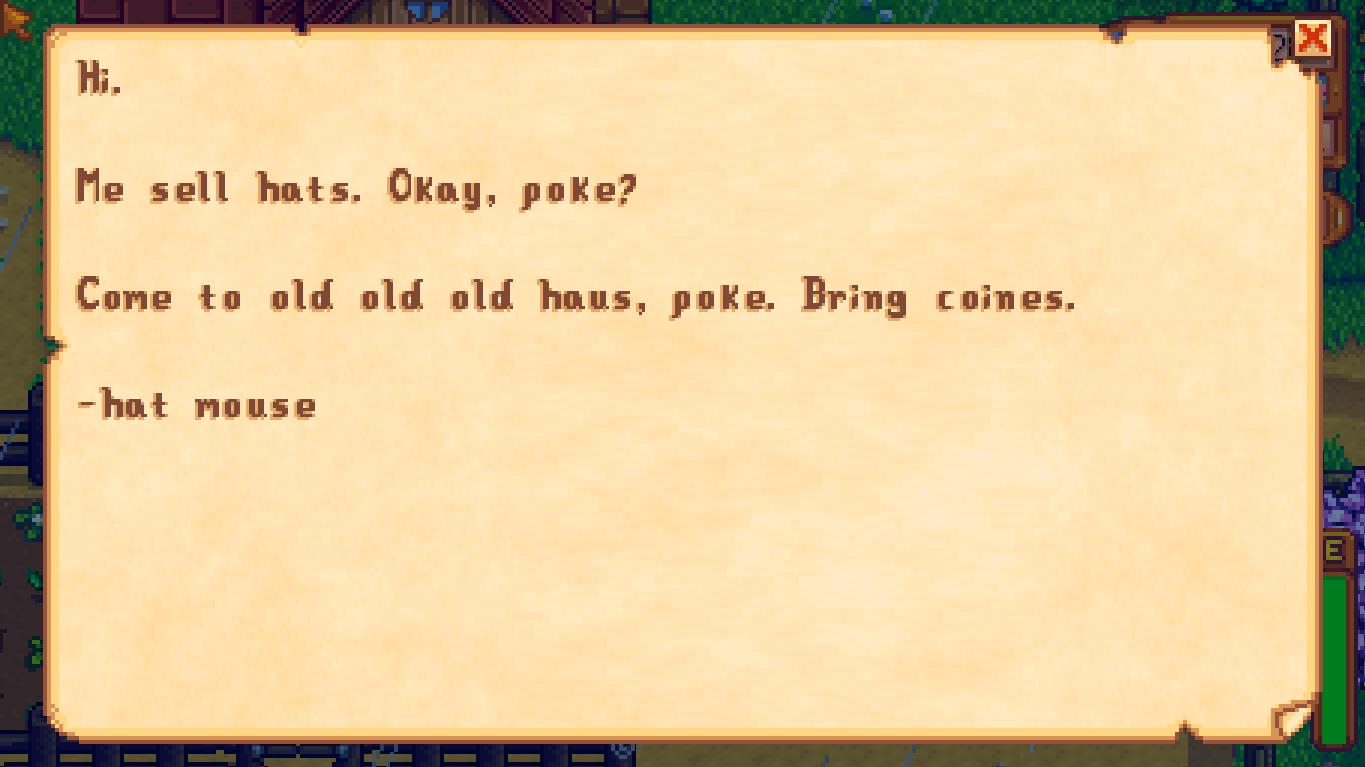 Hi.
Me sell hats. Okay, poke?
Come to old old old haus, poke. Bring coines.
-hat mouse
E